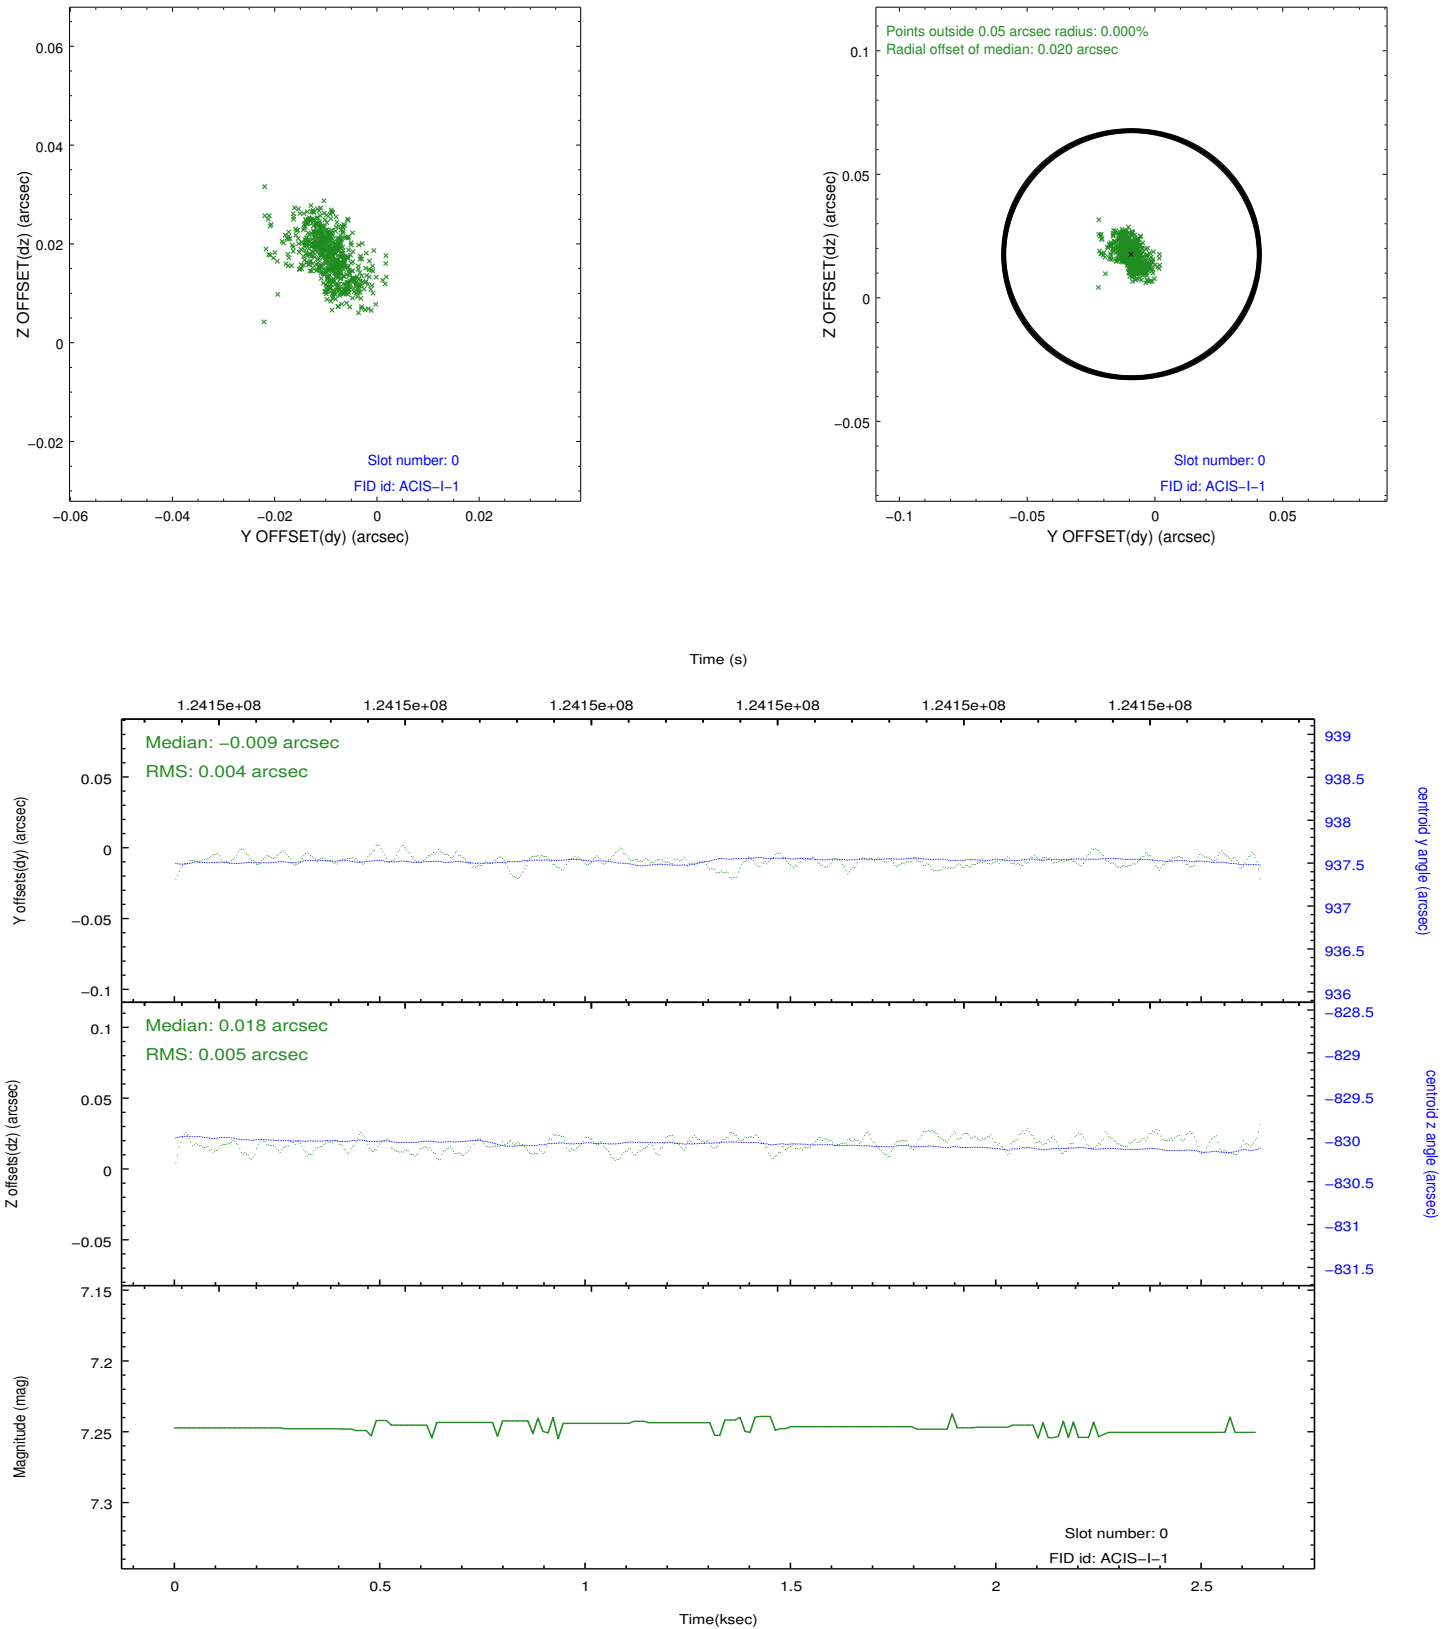 0.06
0.04
0.02
0
−0.02
Z OFFSET(dz) (arcsec)
Slot number: 0
FID id: ACIS−I−1
−0.06
−0.04
−0.02
0
0.02
Y OFFSET(dy) (arcsec)
Points outside 0.05 arcsec radius: 0.000%
Radial offset of median: 0.020 arcsec
0.1
0.05
0
−0.05
Z OFFSET(dz) (arcsec)
Slot number: 0
FID id: ACIS−I−1
−0.1
−0.05
0
0.05
Y OFFSET(dy) (arcsec)
Time (s)
1.2415e+08
1.2415e+08
1.2415e+08
1.2415e+08
1.2415e+08
1.2415e+08
Median: −0.009 arcsec
RMS: 0.004 arcsec
0.05
0
−0.05
−0.1
Y offsets(dy) (arcsec)
939
938.5
938
937.5
937
936.5
936
centroid y angle (arcsec)
Median: 0.018 arcsec
RMS: 0.005 arcsec
0.1
0.05
0
−0.05
Z offsets(dz) (arcsec)
−828.5
−829
−829.5
−830
−830.5
−831
−831.5
centroid z angle (arcsec)
7.15
7.2
7.25
7.3
Magnitude (mag)
Slot number: 0
FID id: ACIS−I−1
0
0.5
1
1.5
2
2.5
Time(ksec)